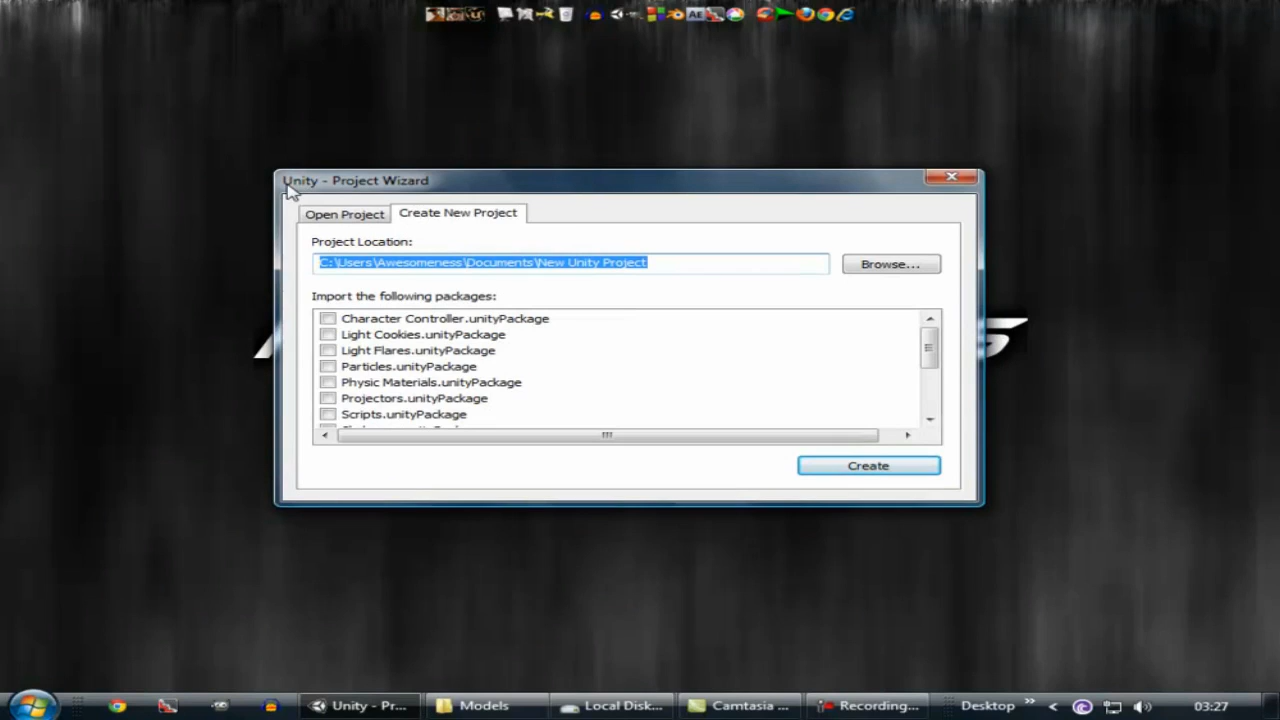 AE
Unity - Project Wizard
Open Project
Create New Project
Project Location:
C:\Users\Awesomeness\Documents\New Unity Project
Browse...
Import the following packages:
Character Controller.unityPackage
Light Cookies.unityPackage
Light Flares.unityPackage
Particles.unityPackage
Physic Materials.unityPackage
Projectors.unityPackage
Scripts.unityPackage
Create
Unity - Pr...
Models
Local Disk...
Camtasia ...
Recording...
Desktop
03:27